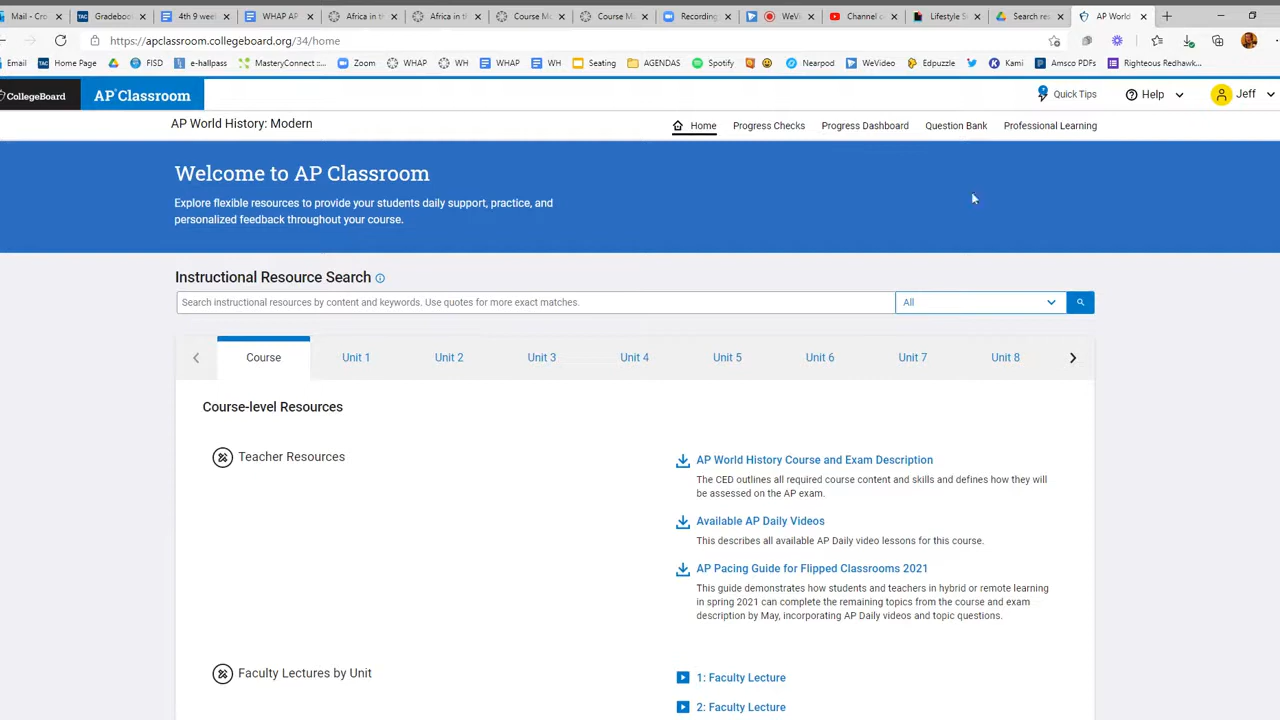 Mail - Cro
Gradeboo
4th 9 week
WHAP AP
Africa in th
Africa in th
Course Mo
Course Ma
Recording
WeVi
Channel co
Lifestyle S
Search res
AP World
https://apclassroom.collegeboard.org/34/home
Email
Home Page
FISD
e-hallpass
MasteryConnect ::...
Zoom
WHAP
WH
WHAP
WH
Seating
AGENDAS
Spotify
Nearpod
WeVideo
Edpuzzle
Kami
Amsco PDFs
Righteous Redhawk...
CollegeBoard
AP Classroom
Quick Tips
Help
Jeff
AP World History: Modern
Home
Progress Checks
Progress Dashboard
Question Bank
Professional Learning
Welcome to AP Classroom
Explore flexible resources to provide your students daily support, practice, and
personalized feedback throughout your course.
Instructional Resource Search
Search instructional resources by content and keywords. Use quotes for more exact matches.
All
Course
Unit 1
Unit 2
Unit 3
Unit 4
Unit 5
Unit 6
Unit 7
Unit 8
Course-level Resources
Teacher Resources
AP World History Course and Exam Description
The CED outlines all required course content and skills and defines how they will
be assessed on the AP exam.
Available AP Daily Videos
This describes all available AP Daily video lessons for this course.
AP Pacing Guide for Flipped Classrooms 2021
This guide demonstrates how students and teachers in hybrid or remote learning
in spring 2021 can complete the remaining topics from the course and exam
description by May, incorporating AP Daily videos and topic questions.
Faculty Lectures by Unit
1: Faculty Lecture
2: Faculty Lecture